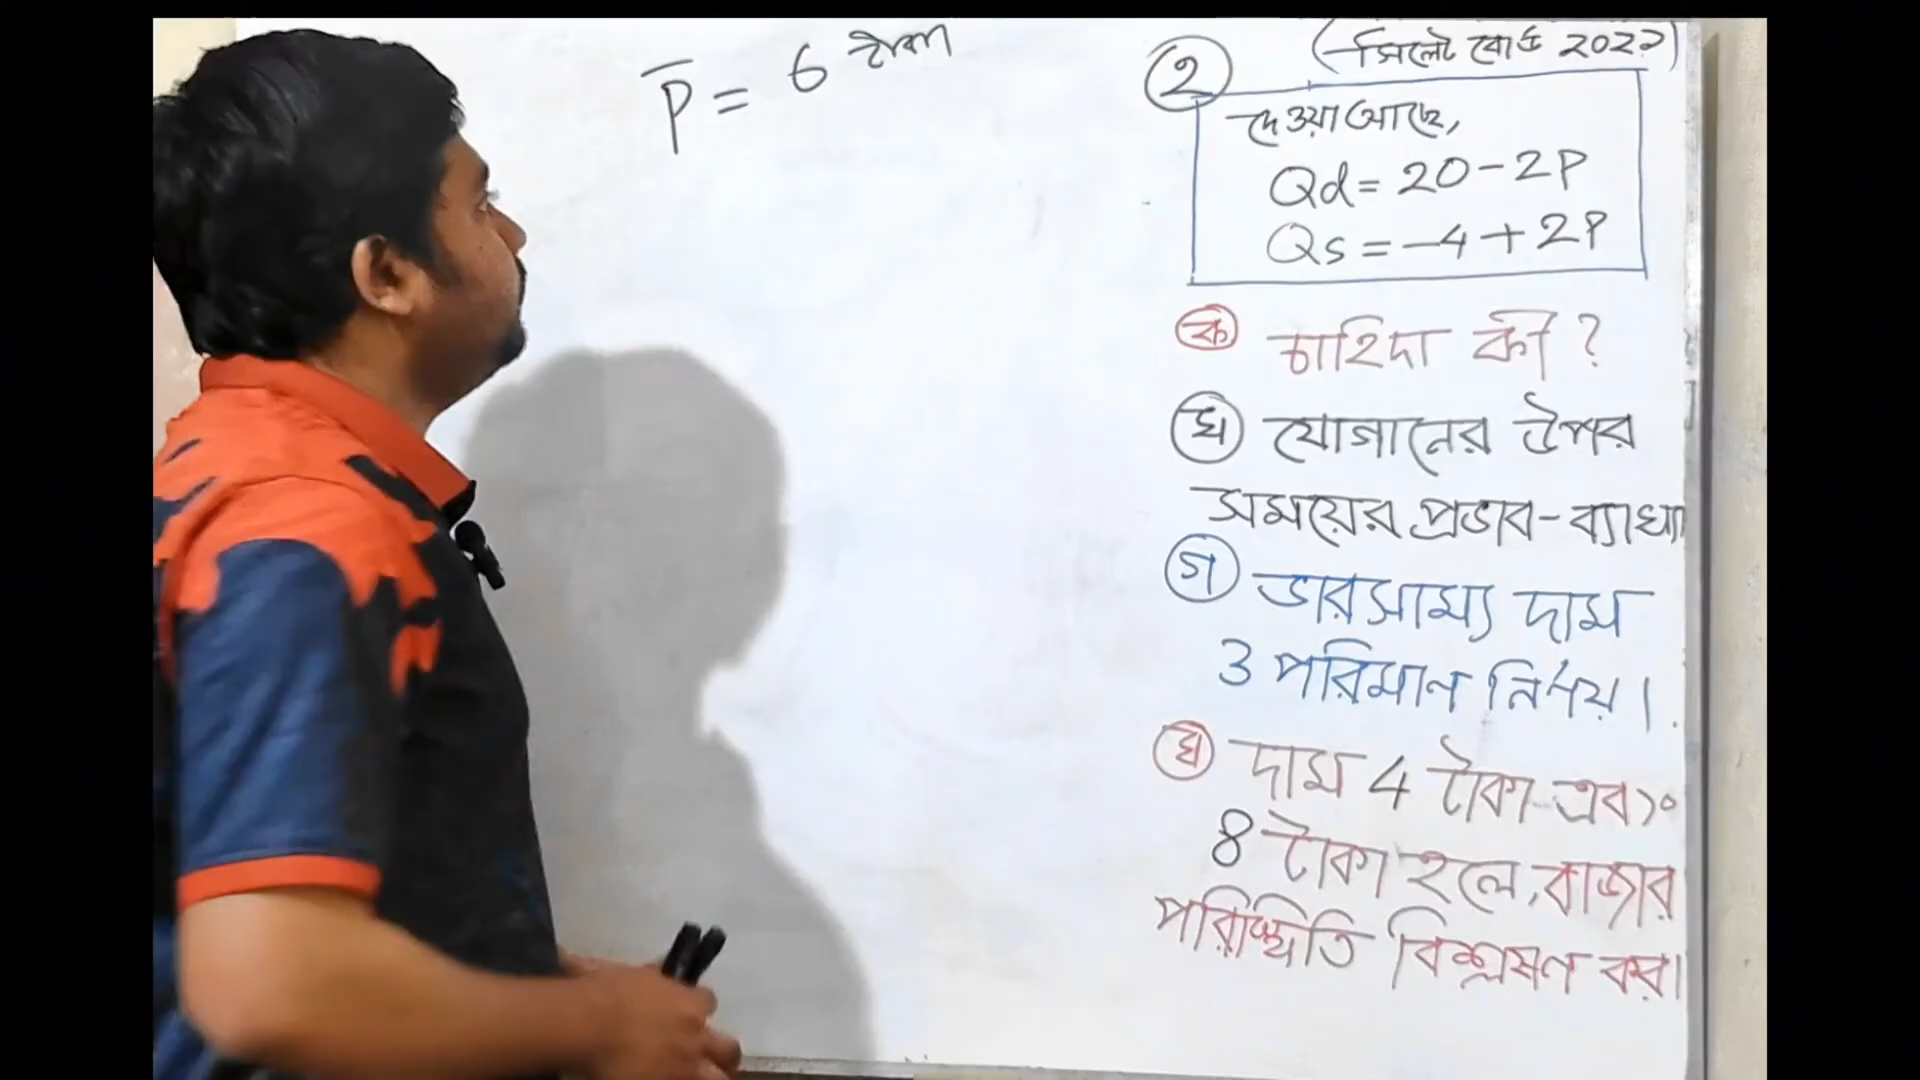 P̅ = 6 টাকা
২ (সিলেট বোর্ড ২০২২)
দেওয়া আছে,
Qd = 20 - 2P
Qs = -4 + 2P
ক চাহিদা কী ?
খ যোগানের উপর
সময়ের প্রভাব - ব্যাখ্যা
গ ভারসাম্য দাম
ও পরিমাণ নির্ণয় ।
ঘ দাম 4 টাকা এবং
8 টাকা হলে, বাজার
পরিস্থিতি বিশ্লেষণ কর।